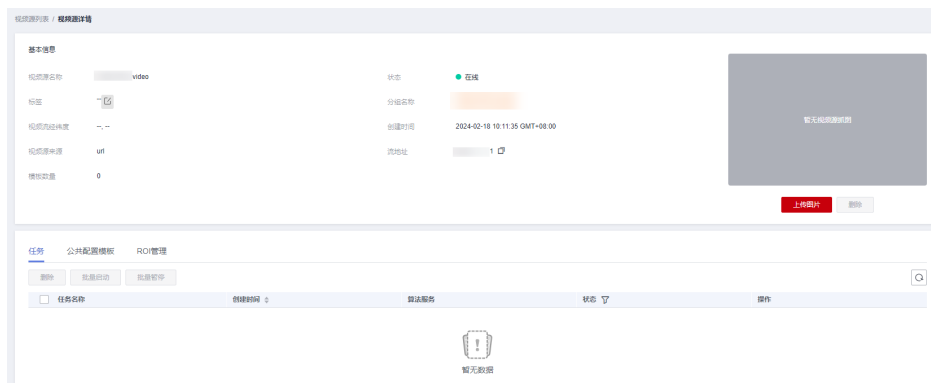 视频源列表 / 视频源详情
基本信息
视频源名称 video 状态 在线
标签 -- 分组名称
视频流经纬度 --, -- 创建时间 2024-02-18 10:11:35 GMT+08:00
视频源来源 url 流地址 1
模板数量 0
暂无视频源截图
上传图片 删除
任务 公共配置模板 ROI管理
删除 批量启动 批量暂停
任务名称 创建时间 算法服务 状态 操作
暂无数据